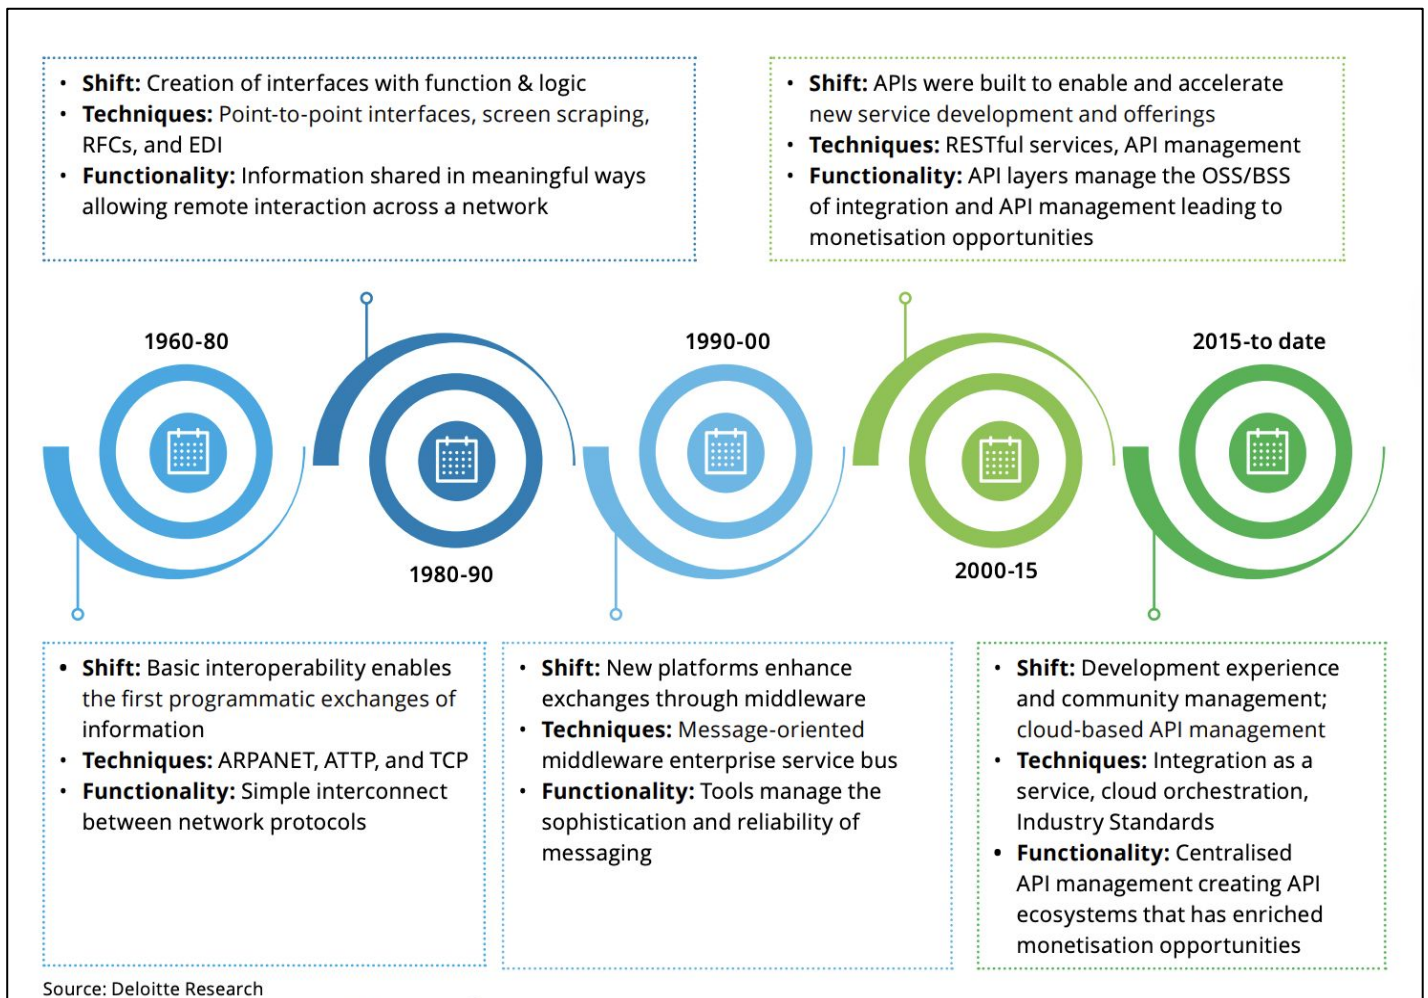 • Shift: Creation of interfaces with function & logic
• Techniques: Point-to-point interfaces, screen scraping,
RFCs, and EDI
• Functionality: Information shared in meaningful ways
allowing remote interaction across a network
• Shift: APIs were built to enable and accelerate
new service development and offerings
• Techniques: RESTful services, API management
• Functionality: API layers manage the OSS/BSS
of integration and API management leading to
monetisation opportunities
1960-80
1980-90
1990-00
2000-15
2015-to date
• Shift: Basic interoperability enables
the first programmatic exchanges of
information
• Techniques: ARPANET, ATTP, and TCP
• Functionality: Simple interconnect
between network protocols
• Shift: New platforms enhance
exchanges through middleware
• Techniques: Message-oriented
middleware enterprise service bus
• Functionality: Tools manage the
sophistication and reliability of
messaging
• Shift: Development experience
and community management;
cloud-based API management
• Techniques: Integration as a
service, cloud orchestration,
Industry Standards
• Functionality: Centralised
API management creating API
ecosystems that has enriched
monetisation opportunities
Source: Deloitte Research